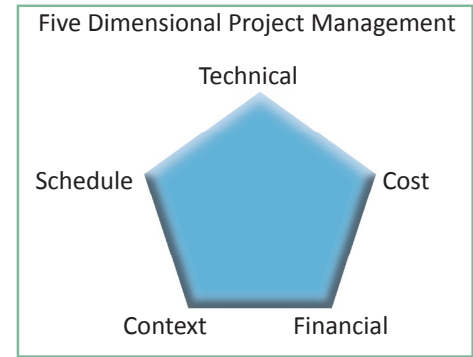 Five Dimensional Project Management
Technical
Schedule
Cost
Context
Financial